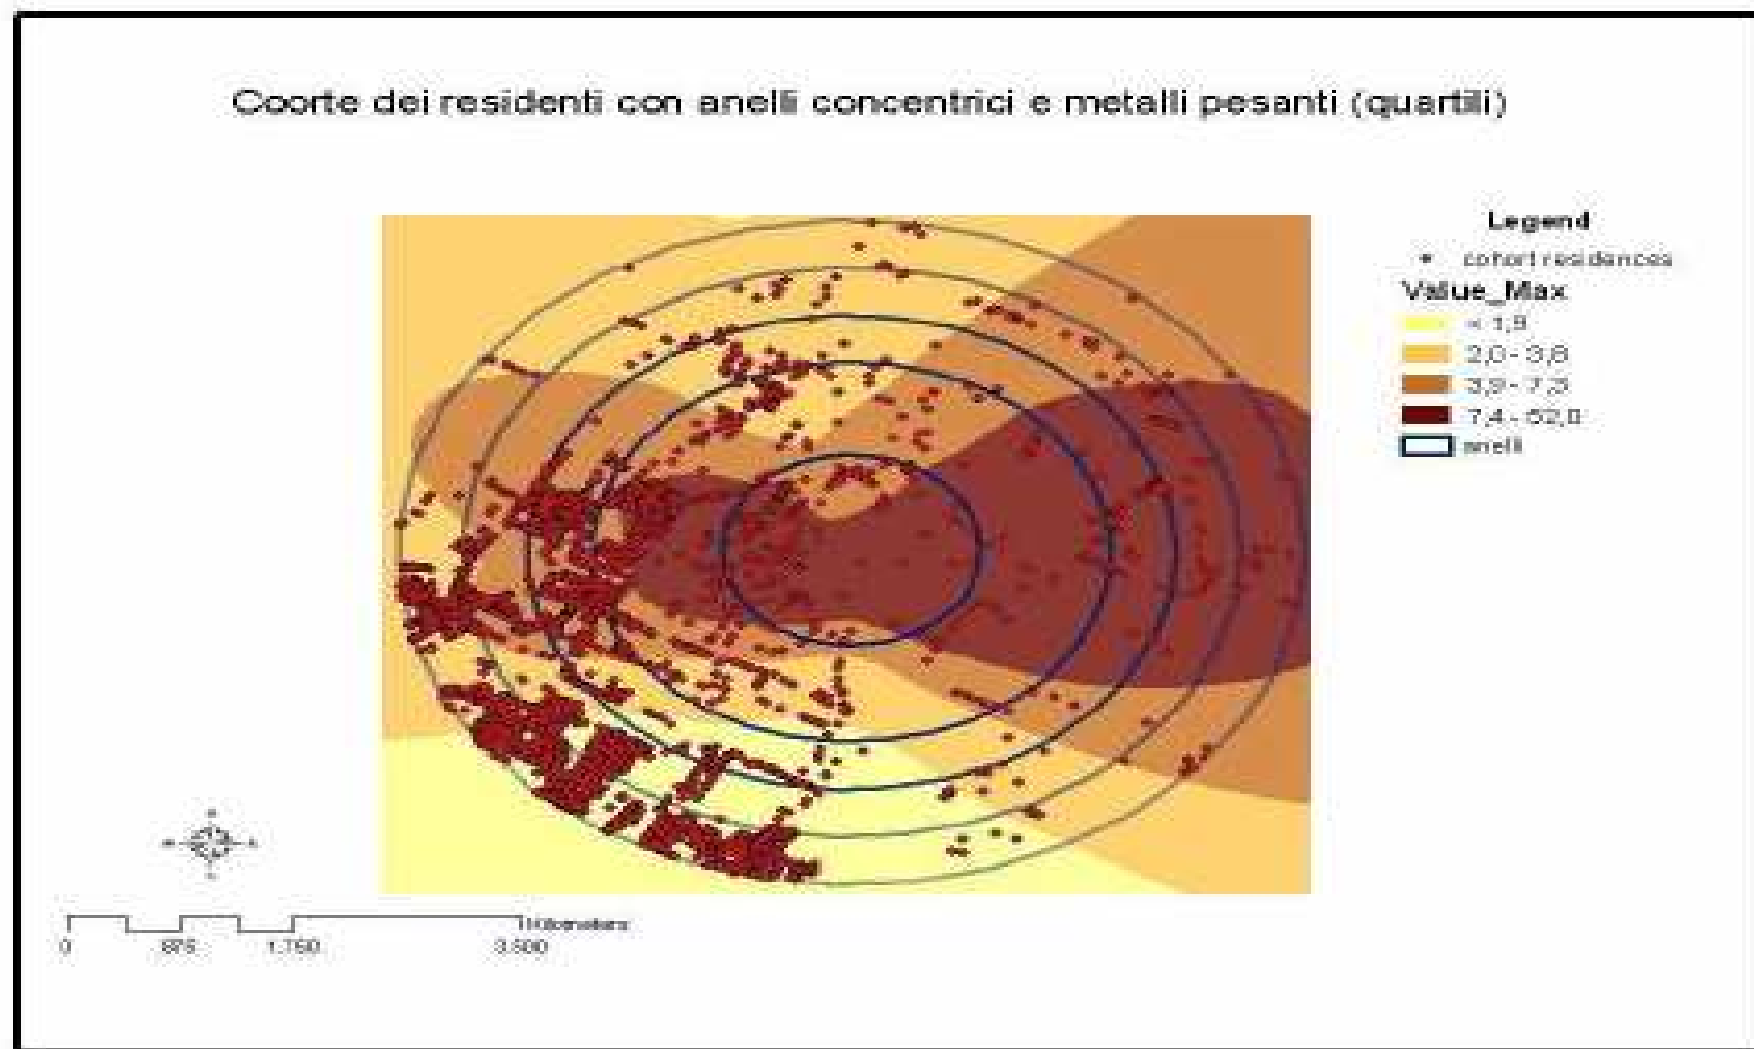 Coorte dei residenti con anelli concentrici e metalli pesanti (quartili)
Legend
cohort residences
Value_Max
< 1,9
2,0 - 3,8
3,9 - 7,3
7,4 - 52,0
anelli
Kilometers
0 875 1.750 3.500